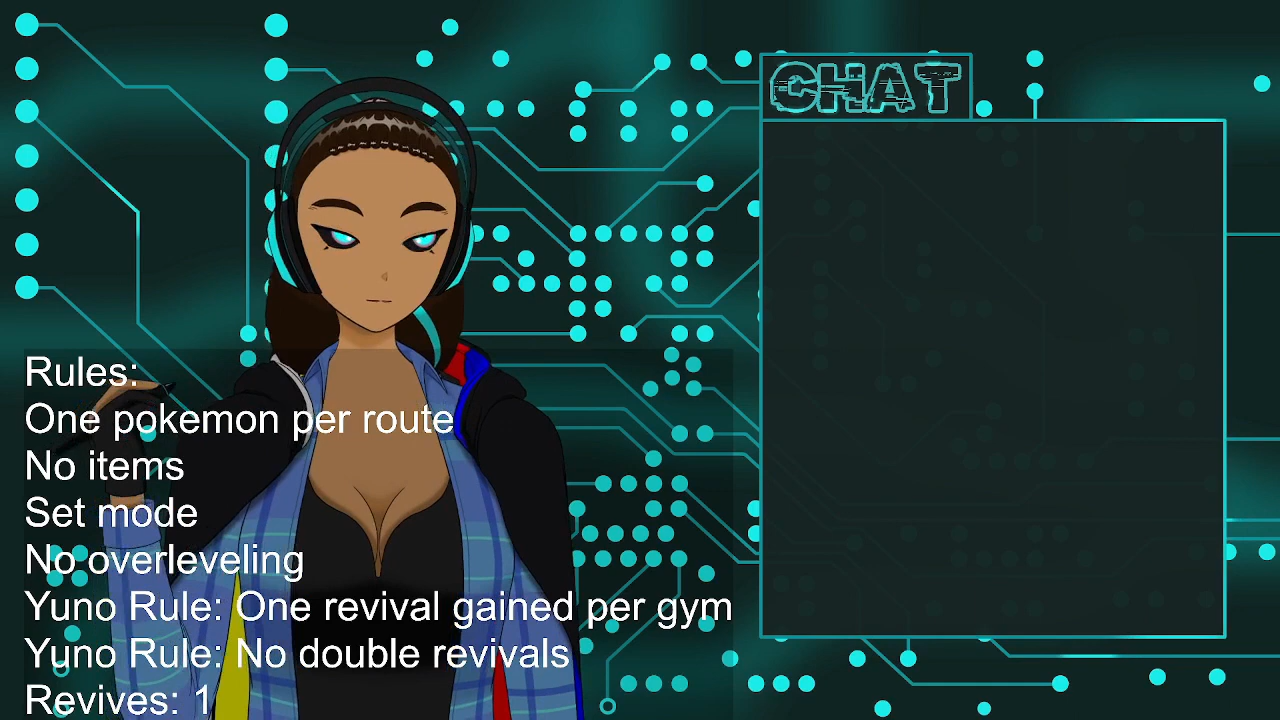 CHAT
Rules:
One pokemon per route
No items
Set mode
No overleveling
Yuno Rule: One revival gained per gym
Yuno Rule: No double revivals
Revives: 1